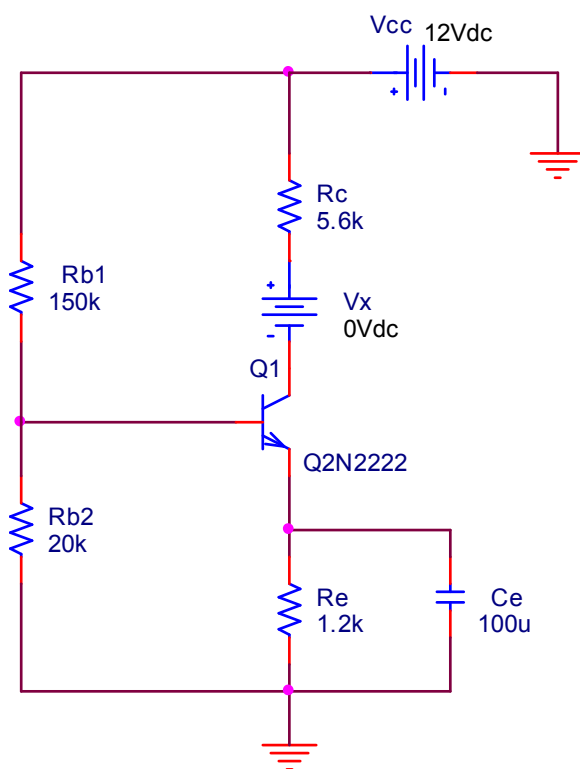 Vcc
12Vdc
+
-
Rc
5.6k
Rb1
150k
+
Vx
0Vdc
-
Q1
Q2N2222
Rb2
20k
Re
1.2k
Ce
100u